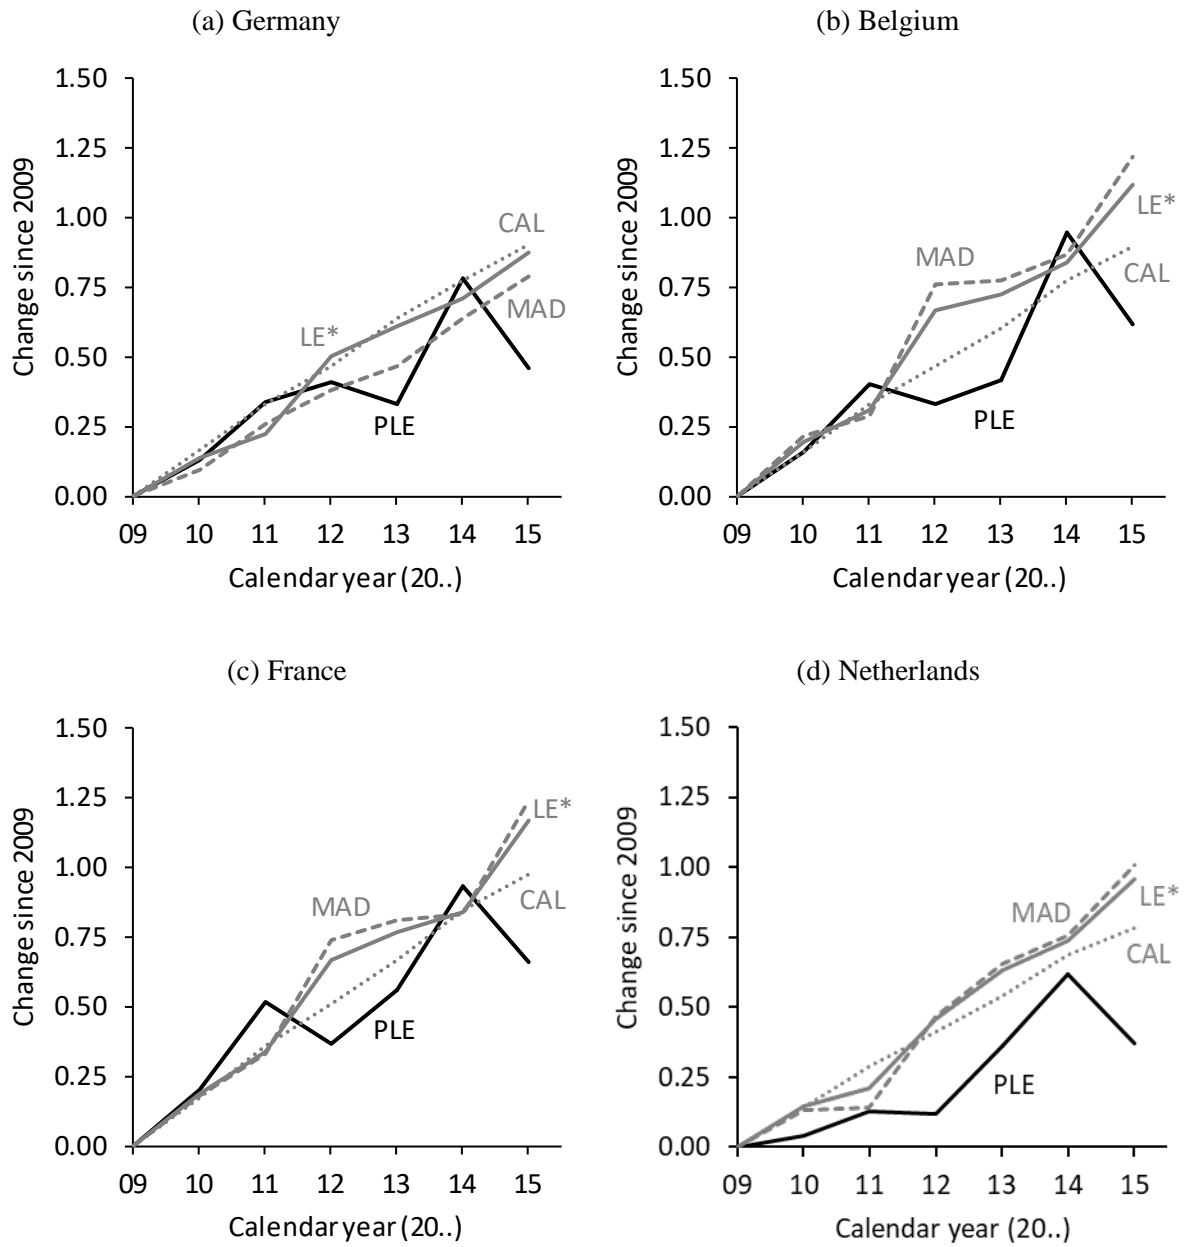 (a) Germany
Change since 2009
1.50
1.25
1.00
0.75
0.50
0.25
0.00
CAL
MAD
LE*
PLE
09 10 11 12 13 14 15
Calendar year (20..)
(b) Belgium
Change since 2009
1.50
1.25
1.00
0.75
0.50
0.25
0.00
LE*
MAD
CAL
PLE
09 10 11 12 13 14 15
Calendar year (20..)
(c) France
Change since 2009
1.50
1.25
1.00
0.75
0.50
0.25
0.00
LE*
MAD
CAL
PLE
09 10 11 12 13 14 15
Calendar year (20..)
(d) Netherlands
Change since 2009
1.50
1.25
1.00
0.75
0.50
0.25
0.00
MAD
LE*
CAL
PLE
09 10 11 12 13 14 15
Calendar year (20..)